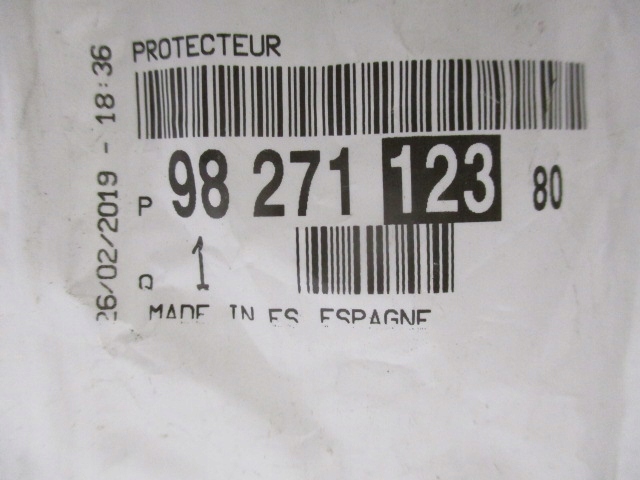 PROTECTEUR
26/02/2019 - 18:36
P 98 271 123 80
Q 1
MADE IN ES ESPAGNE